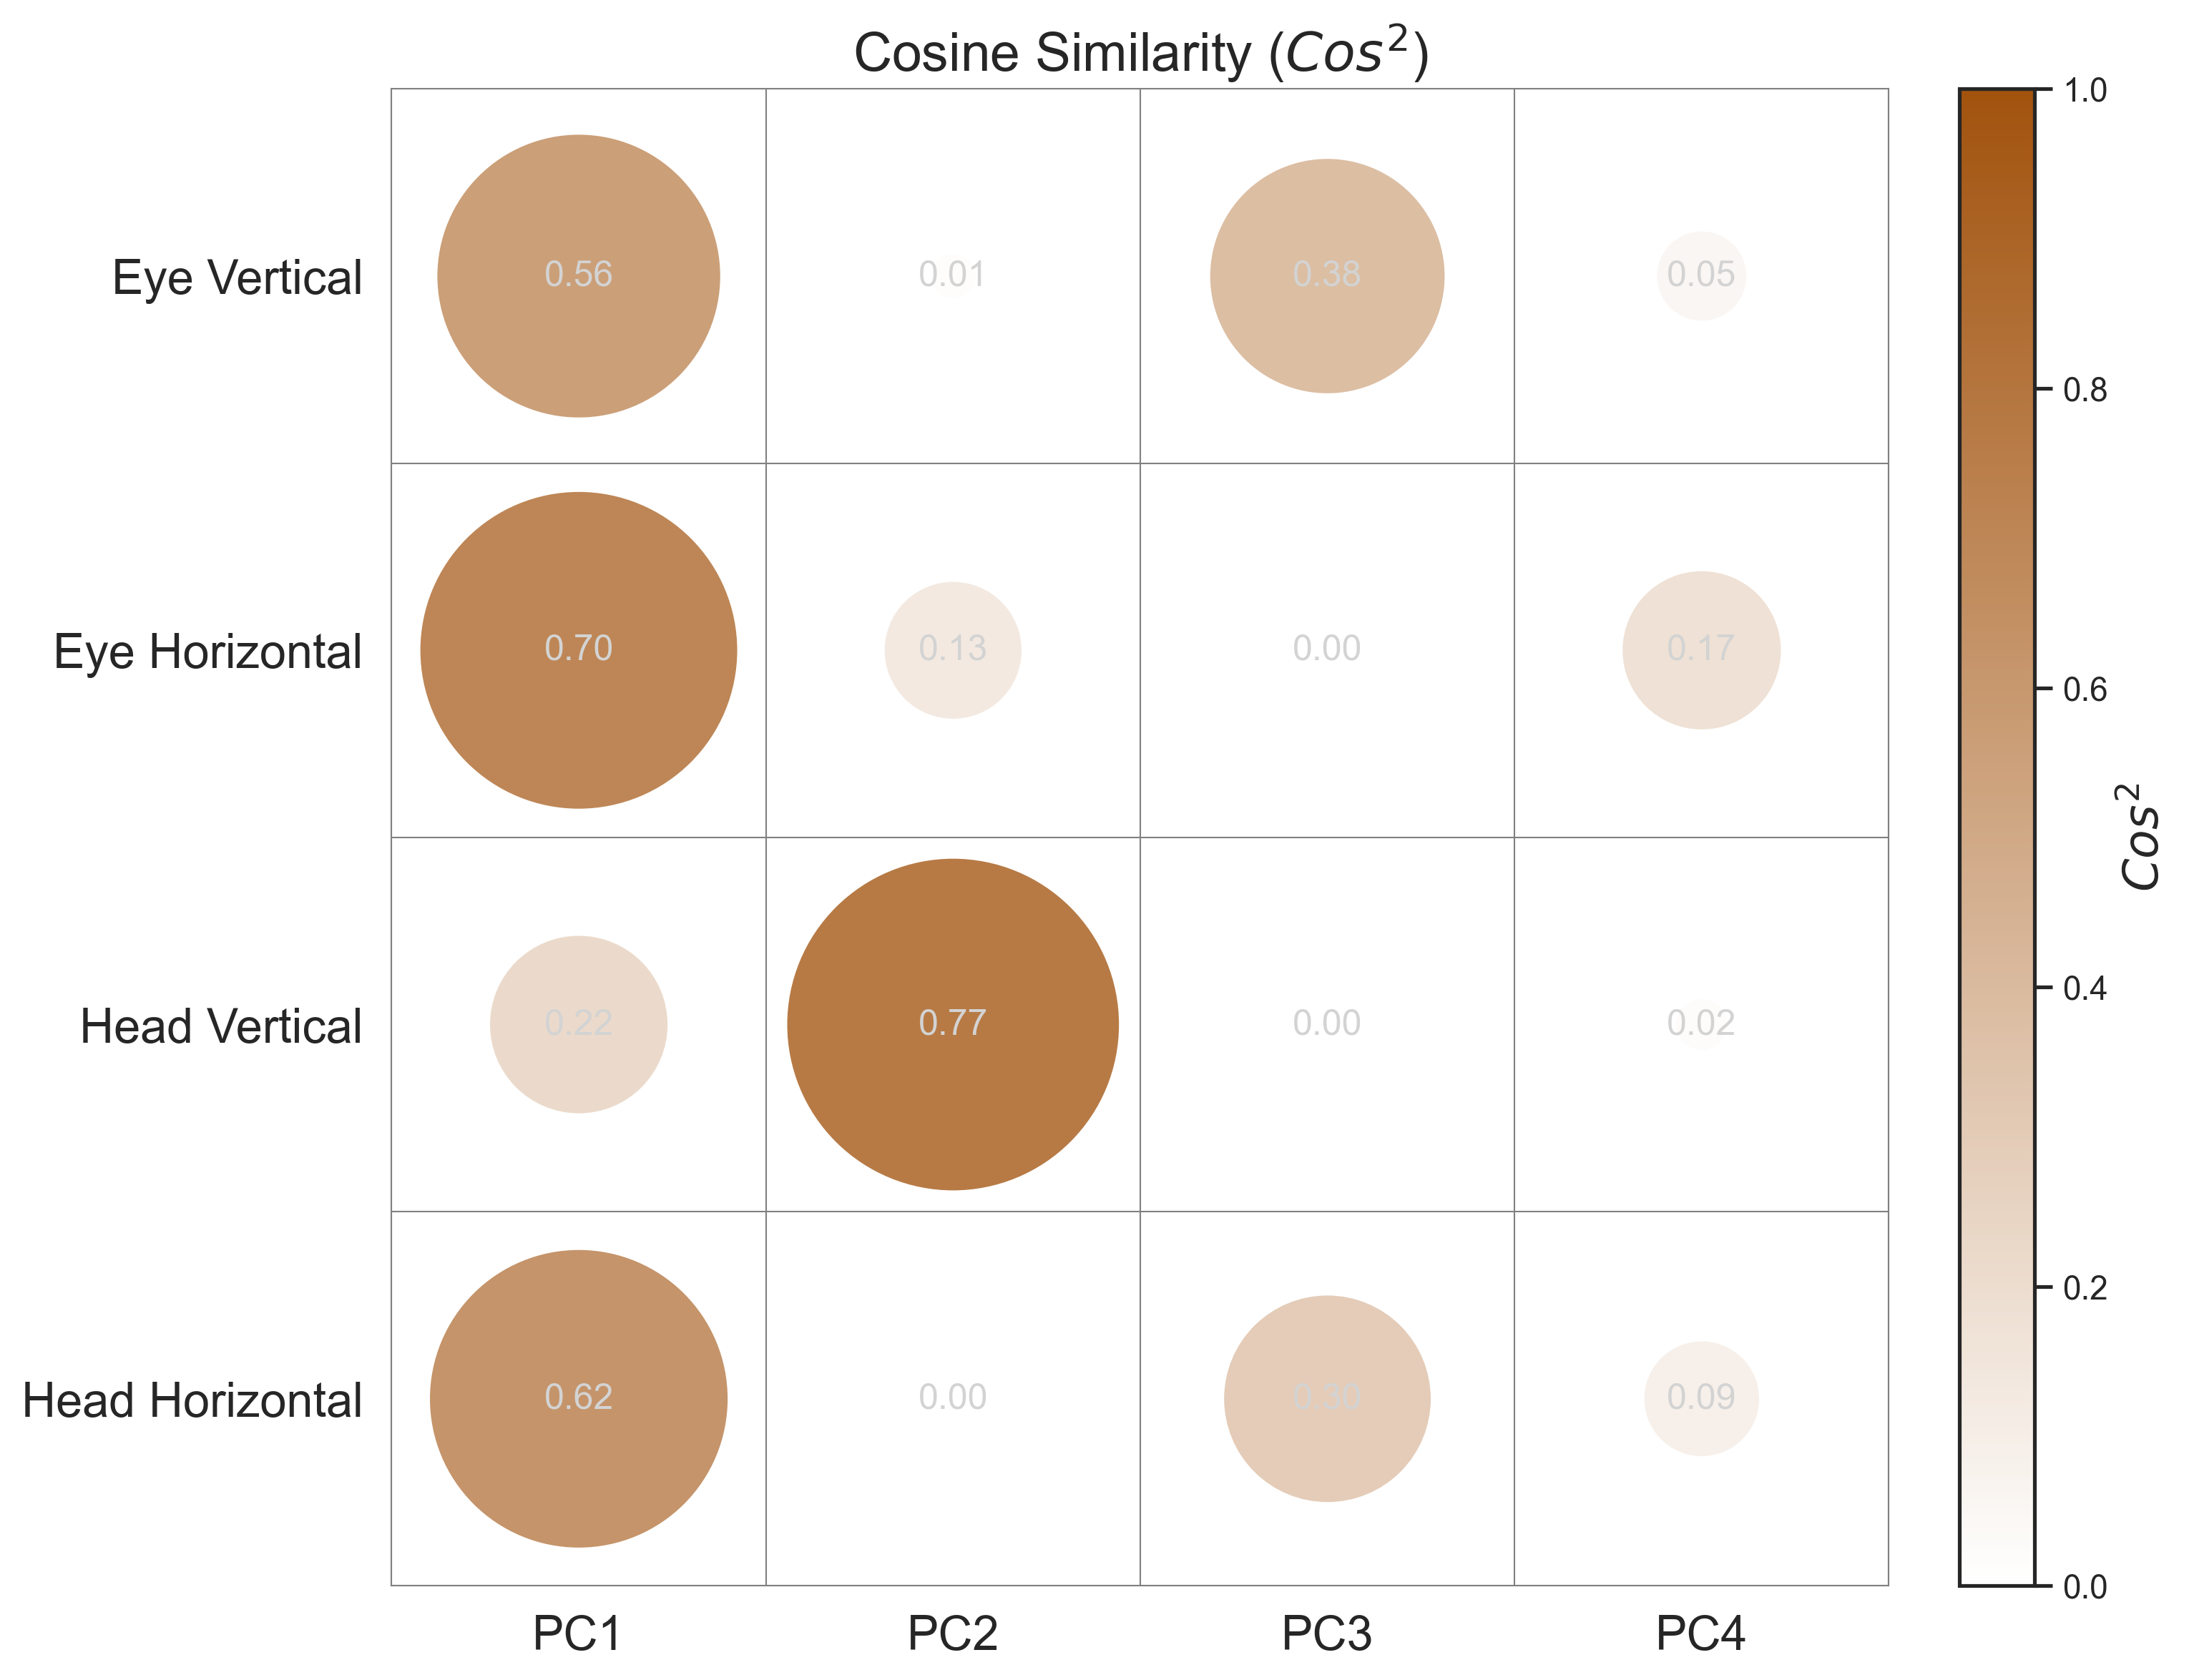 Cosine Similarity (Cos²)
Eye Vertical 0.56 0.01 0.38 0.05
Eye Horizontal 0.70 0.13 0.00 0.17
Head Vertical 0.22 0.77 0.00 0.02
Head Horizontal 0.62 0.00 0.30 0.09
PC1 PC2 PC3 PC4
1.0
0.8
0.6
0.4
0.2
0.0
Cos²